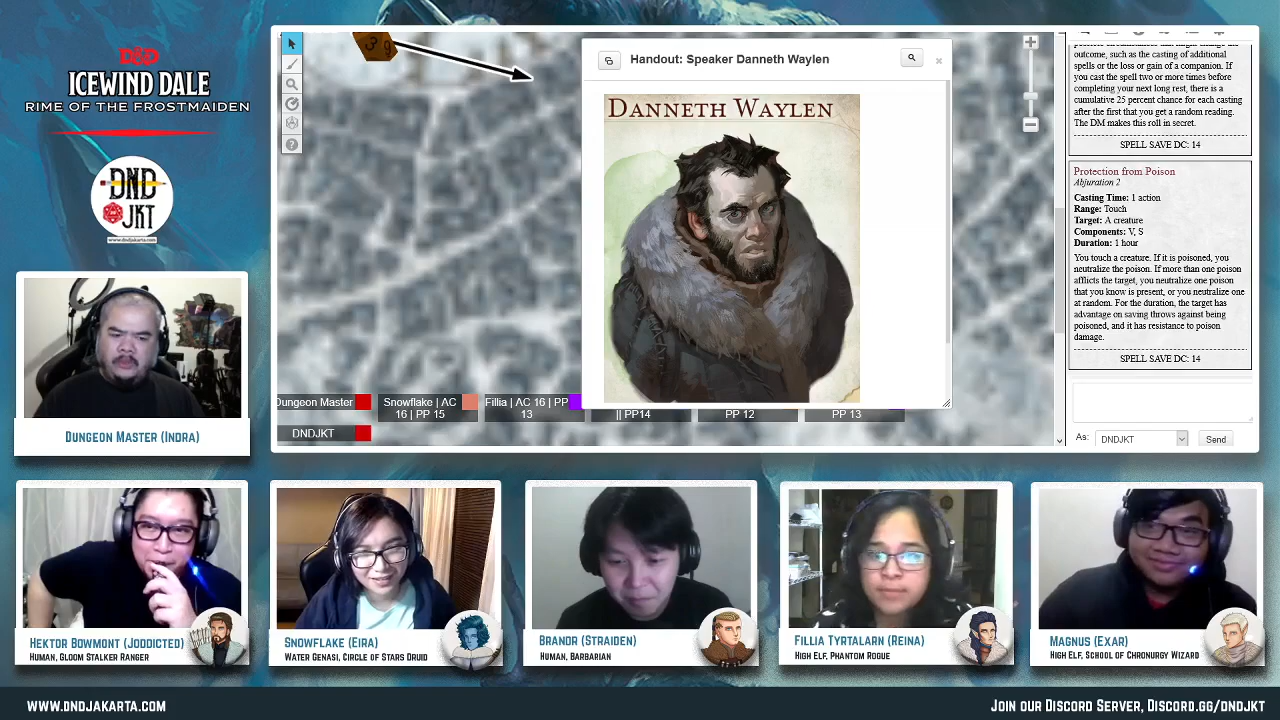 D&D
ICEWIND DALE
RIME OF THE FROSTMAIDEN
DND
JKT
www.dndjakarta.com
Handout: Speaker Danneth Waylen
DANNETH WAYLEN
outcome, such as the casting of additional
spells or the loss or gain of a companion. If
you cast the spell two or more times before
completing your next long rest, there is a
cumulative 25 percent chance for each casting
after the first that you get a random reading.
The DM makes this roll in secret.
SPELL SAVE DC: 14
Protection from Poison
Abjuration 2
Casting Time: 1 action
Range: Touch
Target: A creature
Components: V, S
Duration: 1 hour
You touch a creature. If it is poisoned, you
neutralize the poison. If more than one poison
afflicts the target, you neutralize one poison
that you know is present, or you neutralize one
at random. For the duration, the target has
advantage on saving throws against being
poisoned, and it has resistance to poison
damage.
SPELL SAVE DC: 14
As: DNDJKT Send
Dungeon Master
Snowflake | AC
16 | PP 15
Fillia | AC 16 | PP
13
|| PP14
PP 12
PP 13
DNDJKT
DUNGEON MASTER (INDRA)
HEKTOR BOWMONT (JODDICTED)
HUMAN, GLOOM STALKER RANGER
SNOWFLAKE (EIRA)
WATER GENASI, CIRCLE OF STARS DRUID
BRANDR (STRAIDEN)
HUMAN, BARBARIAN
FILLIA TYRTALARN (REINA)
HIGH ELF, PHANTOM ROGUE
MAGNUS (EXAR)
HIGH ELF, SCHOOL OF CHRONURGY WIZARD
WWW.DNDJAKARTA.COM
JOIN OUR DISCORD SERVER, DISCORD.GG/DNDJKT